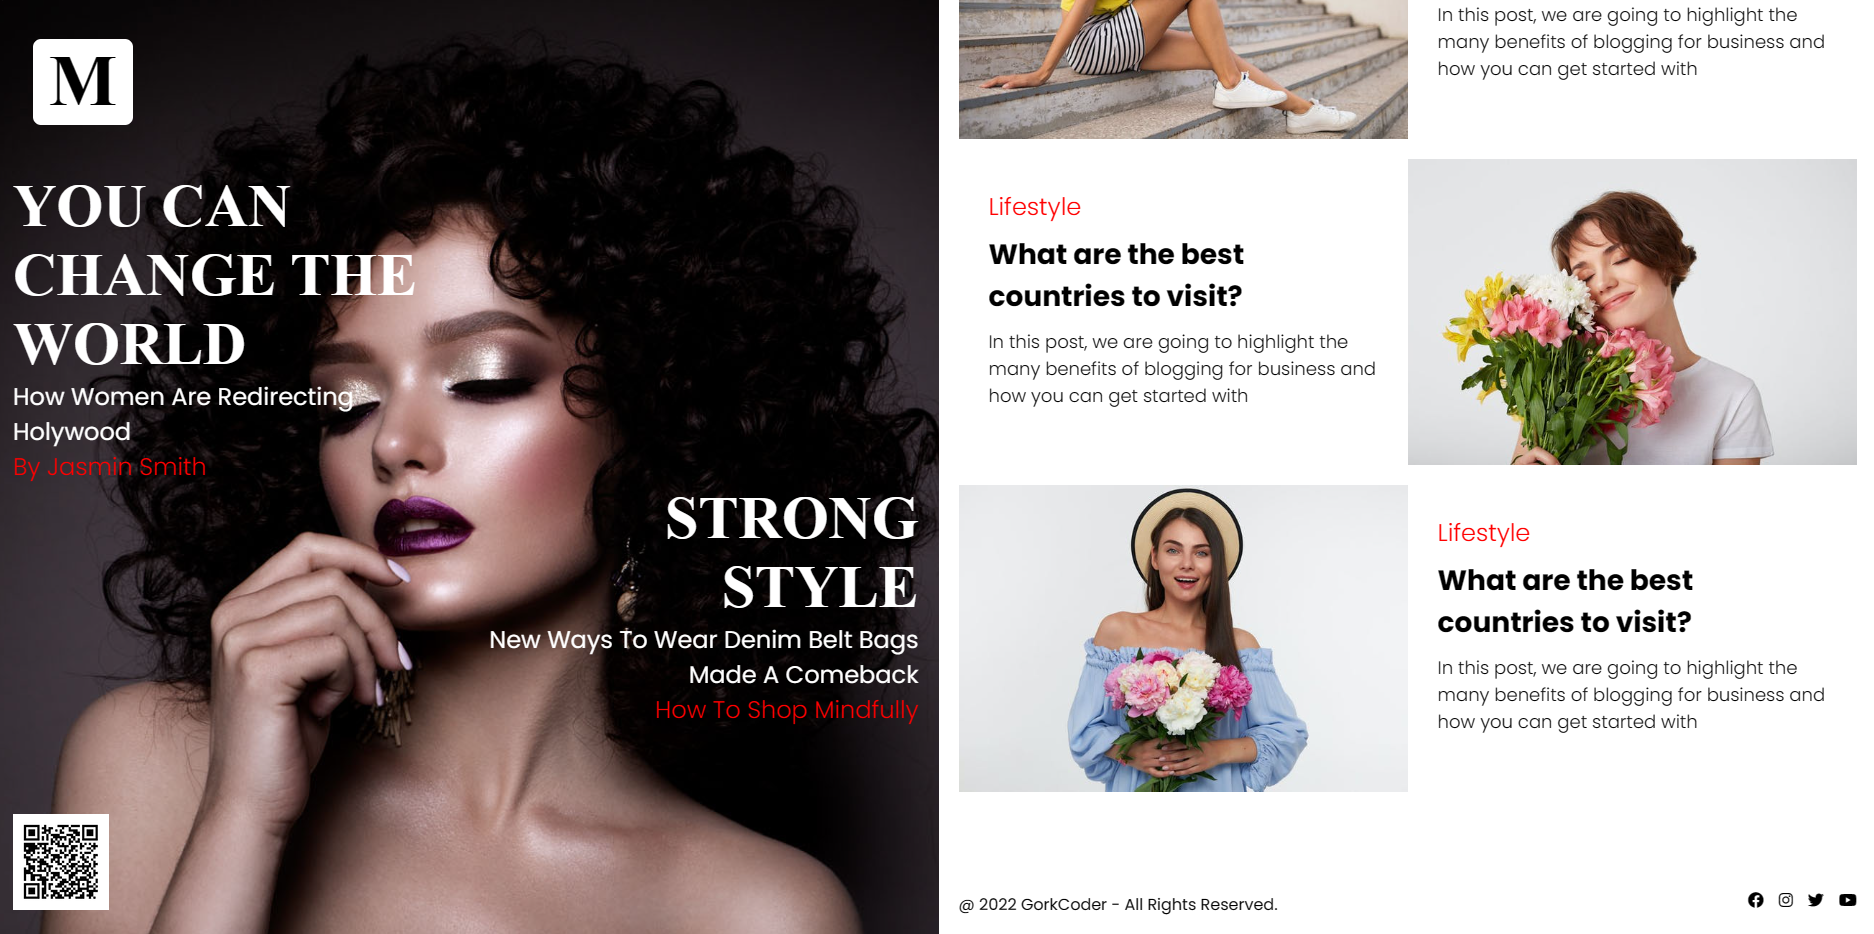 M
YOU CAN
CHANGE THE
WORLD
How Women Are Redirecting
Holywood
By Jasmin Smith
STRONG
STYLE
New Ways To Wear Denim Belt Bags
Made A Comeback
How To Shop Mindfully
In this post, we are going to highlight the
many benefits of blogging for business and
how you can get started with
Lifestyle
What are the best
countries to visit?
In this post, we are going to highlight the
many benefits of blogging for business and
how you can get started with
Lifestyle
What are the best
countries to visit?
In this post, we are going to highlight the
many benefits of blogging for business and
how you can get started with
@ 2022 GorkCoder - All Rights Reserved.